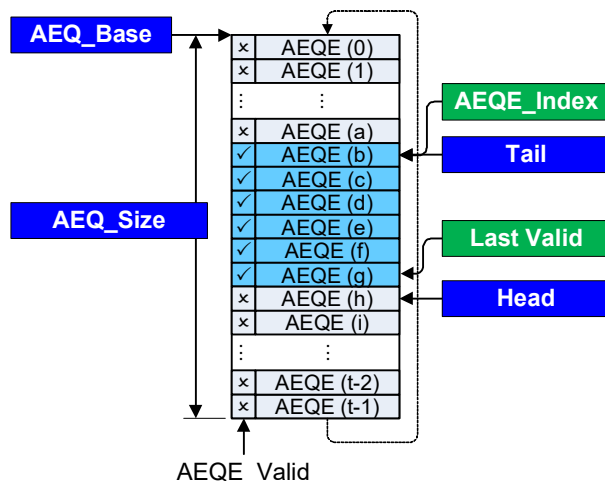 AEQ_Base
× AEQE (0)
× AEQE (1)
⋮ ⋮
× AEQE (a)
AEQE_Index
✓ AEQE (b)
Tail
✓ AEQE (c)
✓ AEQE (d)
AEQ_Size
✓ AEQE (e)
Last Valid
✓ AEQE (f)
✓ AEQE (g)
× AEQE (h)
Head
× AEQE (i)
⋮ ⋮
× AEQE (t-2)
× AEQE (t-1)
AEQE Valid